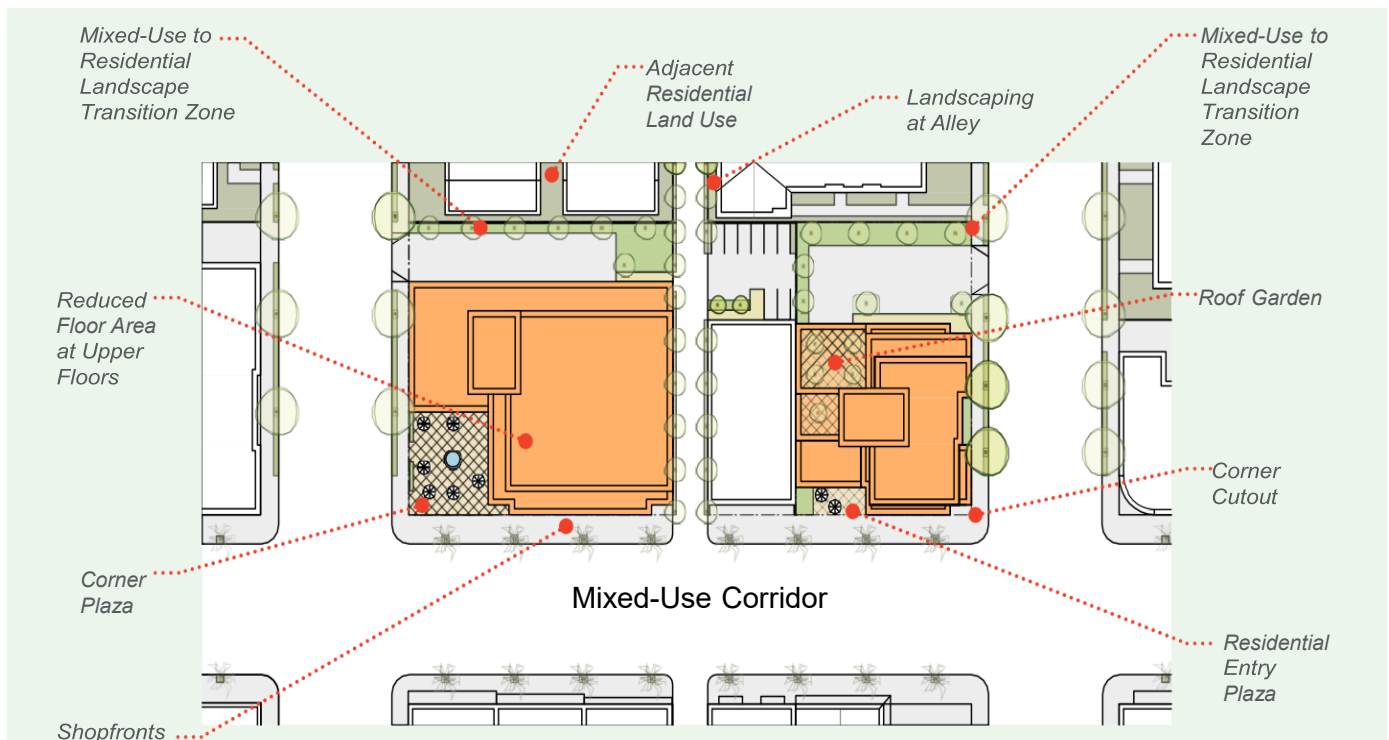 Mixed-Use to
Residential
Landscape
Transition Zone
Adjacent
Residential
Land Use
Landscaping
at Alley
Mixed-Use to
Residential
Landscape
Transition
Zone
Reduced
Floor Area
at Upper
Floors
Roof Garden
Corner
Cutout
Corner
Plaza
Mixed-Use Corridor
Residential
Entry
Plaza
Shopfronts